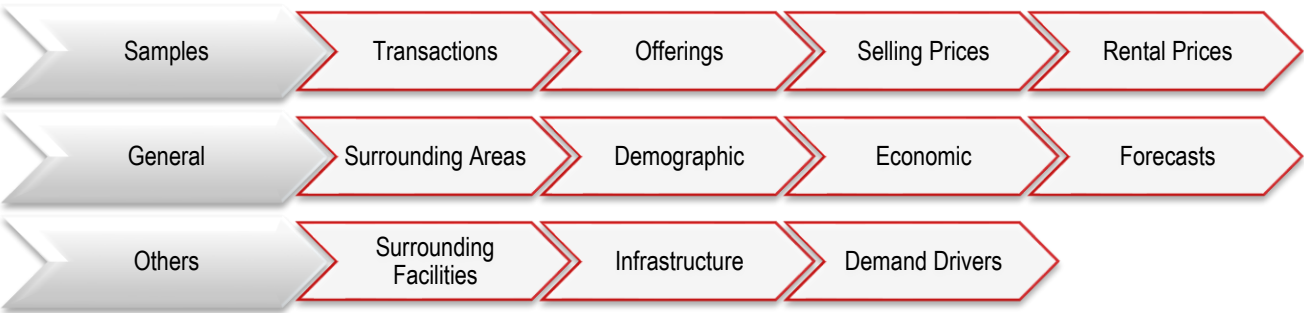 Samples
Transactions
Offerings
Selling Prices
Rental Prices
General
Surrounding Areas
Demographic
Economic
Forecasts
Others
Surrounding
Facilities
Infrastructure
Demand Drivers